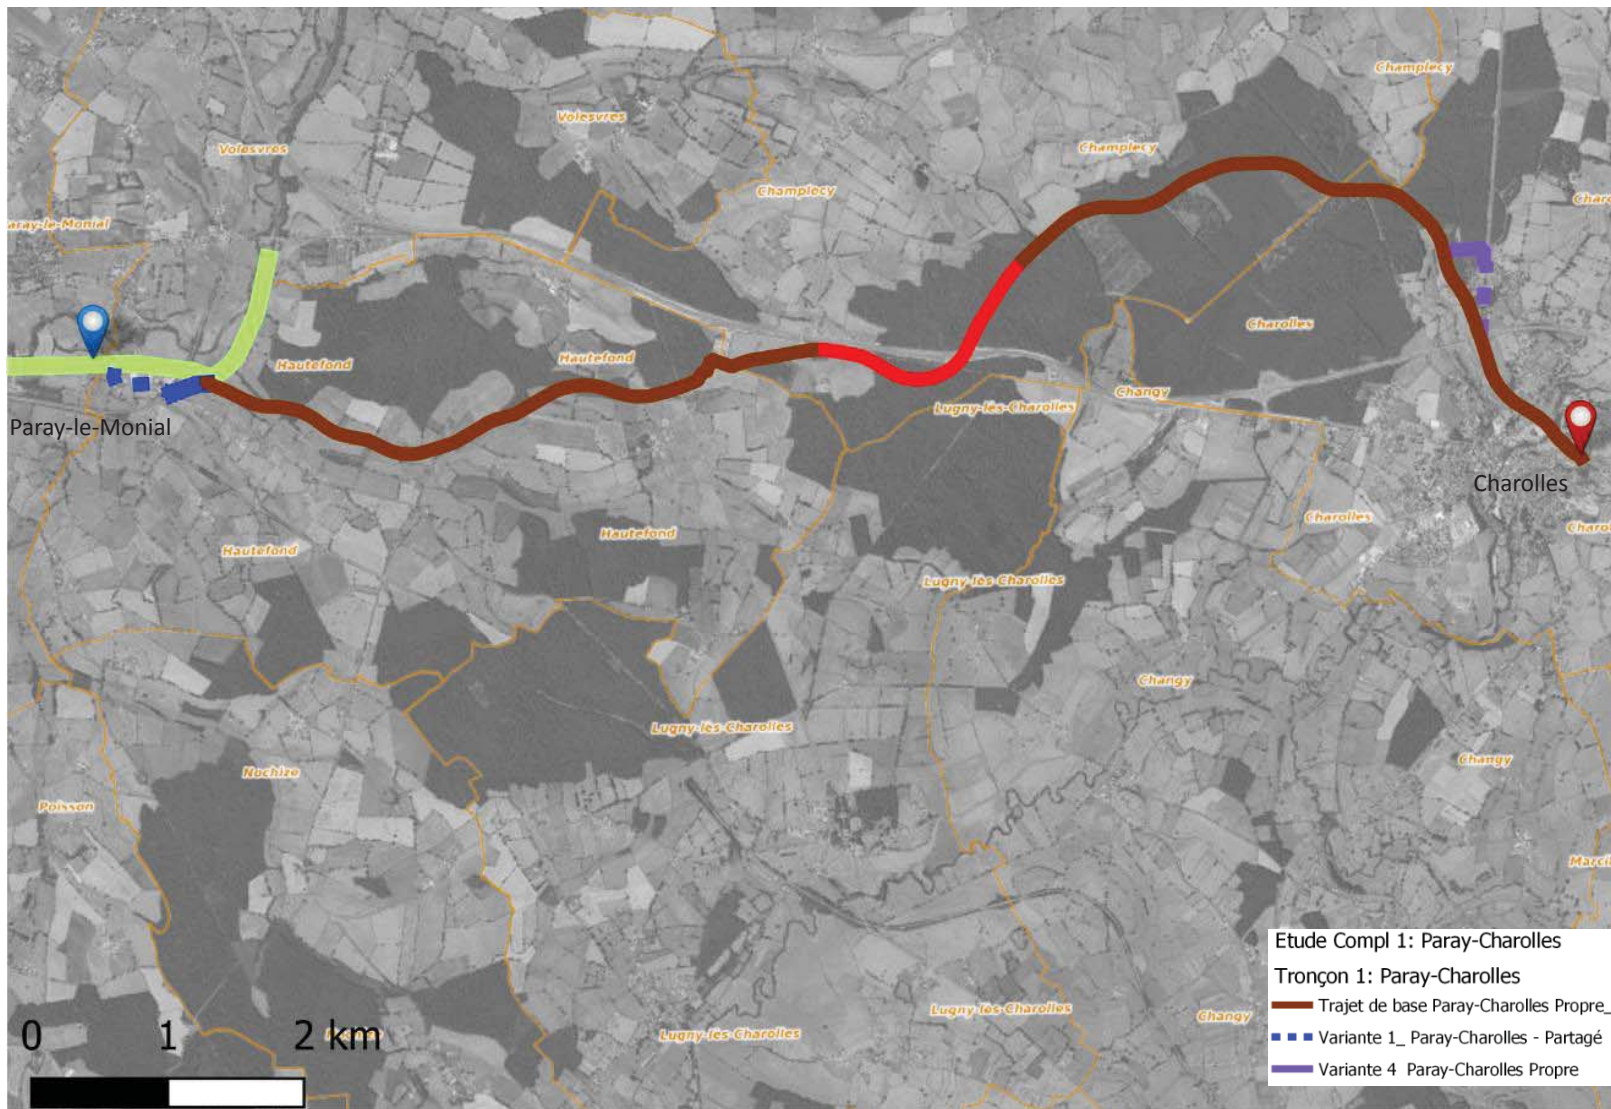 Champlecy
Volesvres
Volesvres
Champlecy
Champlecy
aray-le-Monial
Charolles
Hautefond
Hautefond
Changy
Lugny-lès-Charolles
Paray-le-Monial
Charolles
Charolles
Hautefond
Hautefond
Lugny-lès-Charolles
Changy
Lugny-lès-Charolles
Changy
Nochize
Poisson
Lugny-lès-Charolles
Changy
Lugny-lès-Charolles
0 1 2 km
Etude Compl 1: Paray-Charolles
Tronçon 1: Paray-Charolles
Trajet de base Paray-Charolles Propre_
Variante 1_ Paray-Charolles - Partagé
Variante 4 Paray-Charolles Propre